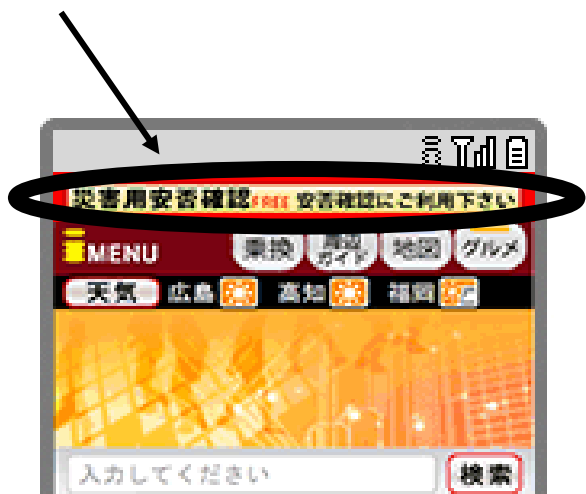 災害用安否確認 FREE 安否確認にご利用下さい
MENU 乗換 周辺ガイド 地図 グルメ
天気 広島 高知 福岡
入力してください 検索